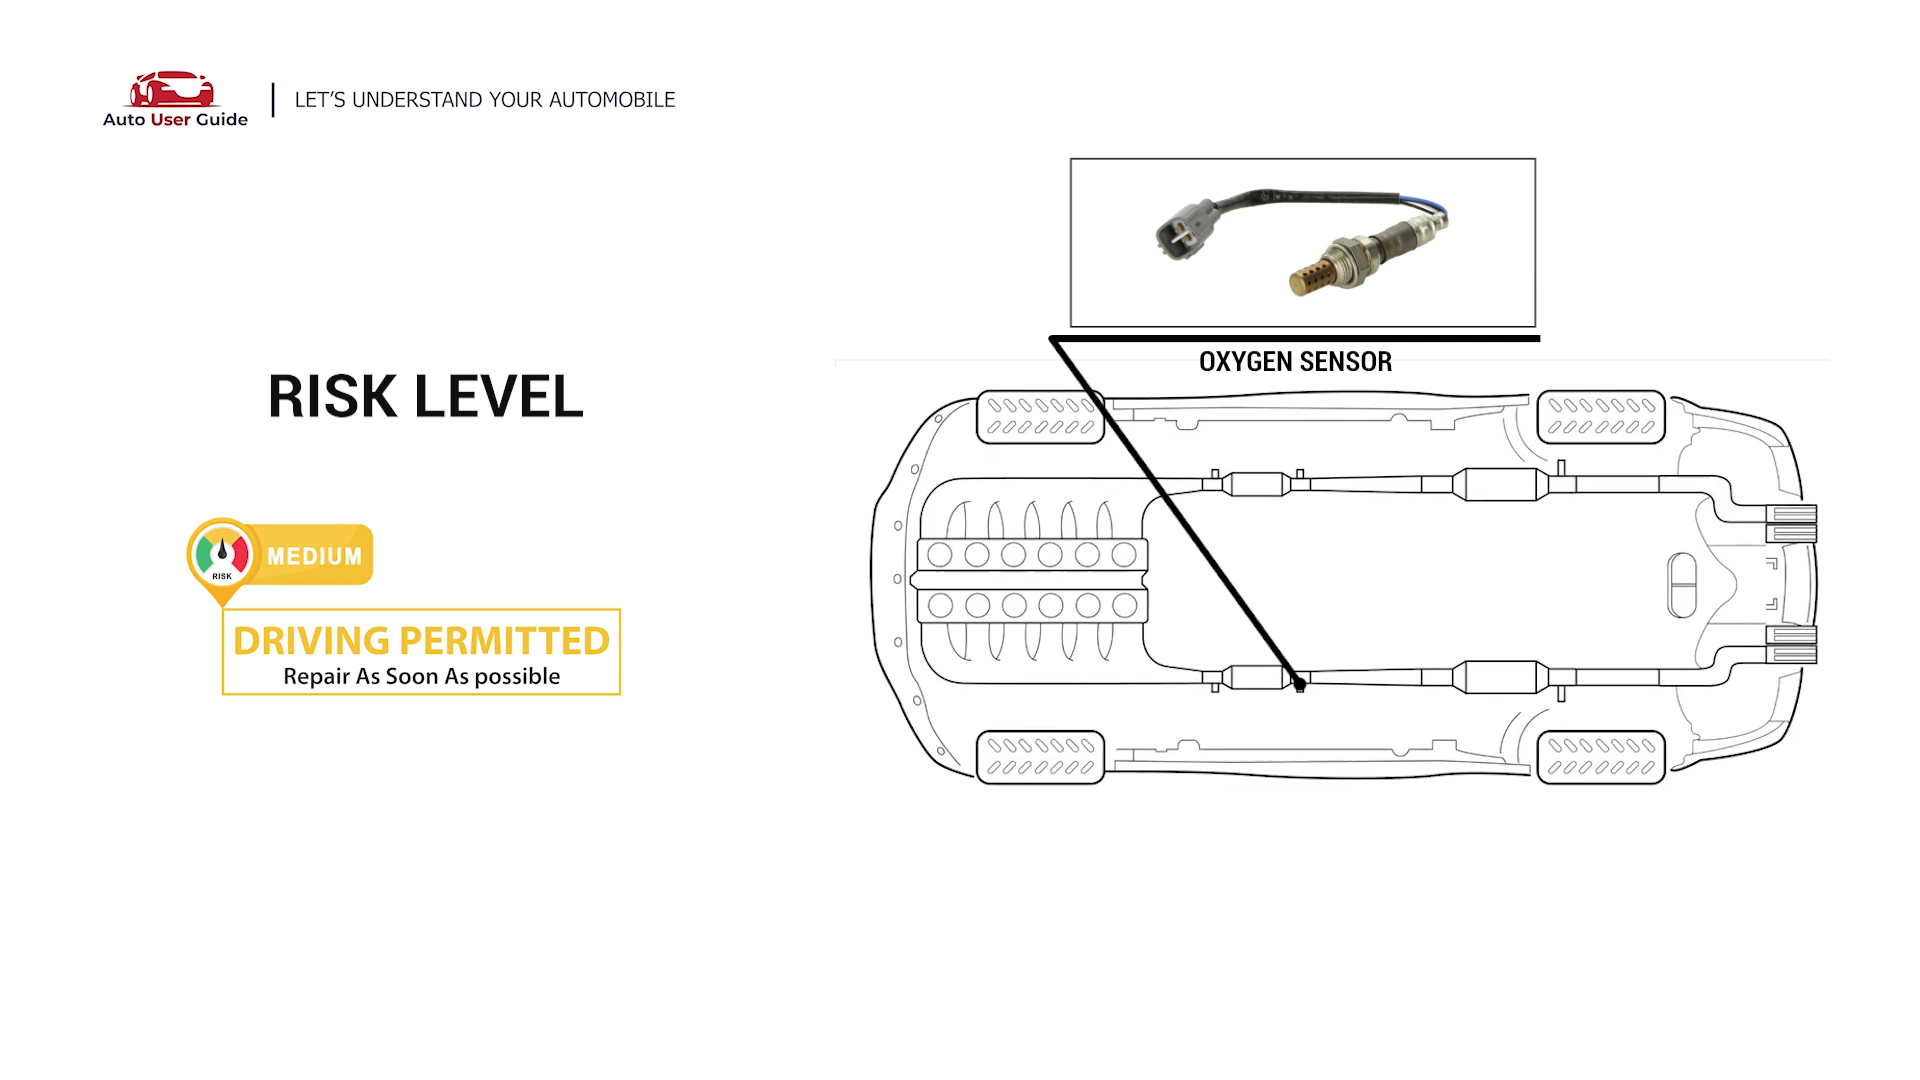 Auto User Guide
LET'S UNDERSTAND YOUR AUTOMOBILE
OXYGEN SENSOR
RISK LEVEL
RISK
MEDIUM
DRIVING PERMITTED
Repair As Soon As possible